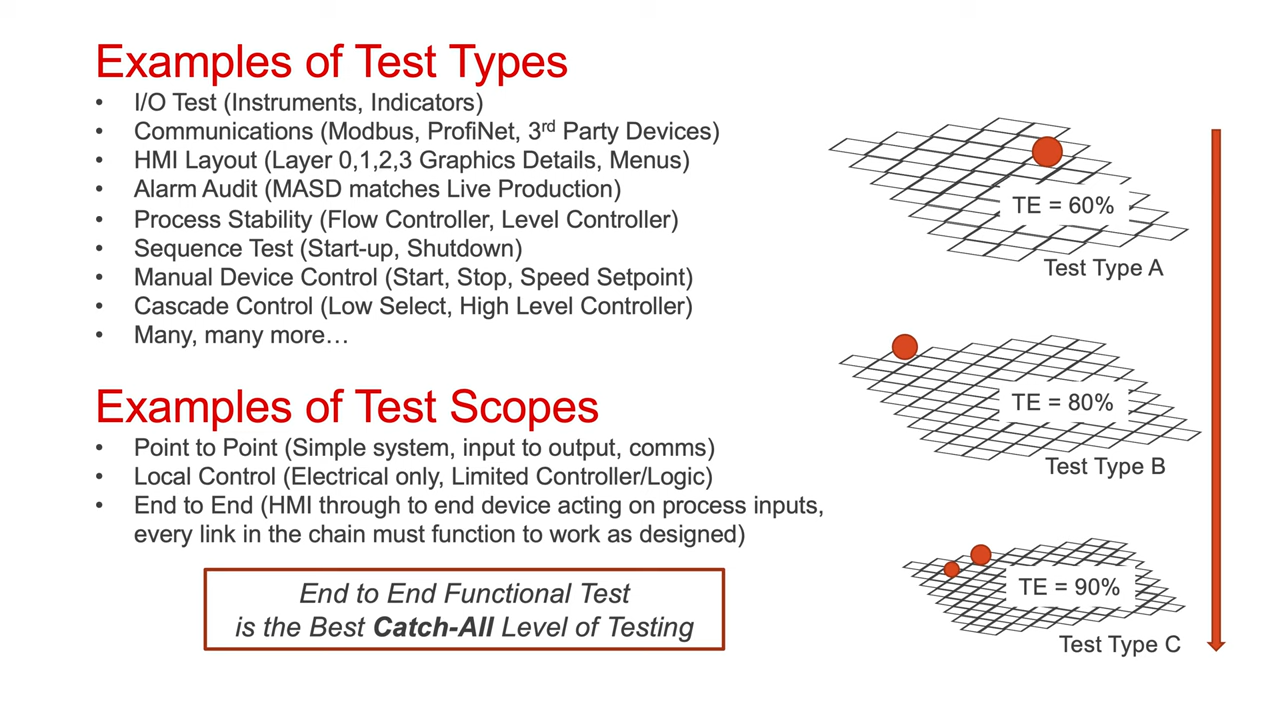 Examples of Test Types
• I/O Test (Instruments, Indicators)
• Communications (Modbus, ProfiNet, 3rd Party Devices)
• HMI Layout (Layer 0,1,2,3 Graphics Details, Menus)
• Alarm Audit (MASD matches Live Production)
• Process Stability (Flow Controller, Level Controller)
• Sequence Test (Start-up, Shutdown)
• Manual Device Control (Start, Stop, Speed Setpoint)
• Cascade Control (Low Select, High Level Controller)
• Many, many more…
Examples of Test Scopes
• Point to Point (Simple system, input to output, comms)
• Local Control (Electrical only, Limited Controller/Logic)
• End to End (HMI through to end device acting on process inputs,
every link in the chain must function to work as designed)
End to End Functional Test
is the Best Catch-All Level of Testing
TE = 60%
Test Type A
TE = 80%
Test Type B
TE = 90%
Test Type C